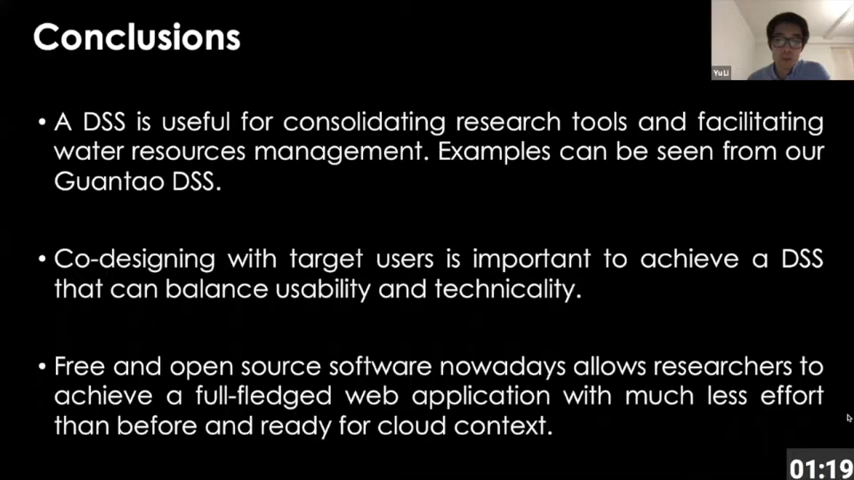 Conclusions
Yu Li
• A DSS is useful for consolidating research tools and facilitating
water resources management. Examples can be seen from our
Guantao DSS.
• Co-designing with target users is important to achieve a DSS
that can balance usability and technicality.
• Free and open source software nowadays allows researchers to
achieve a full-fledged web application with much less effort
than before and ready for cloud context.
01:19